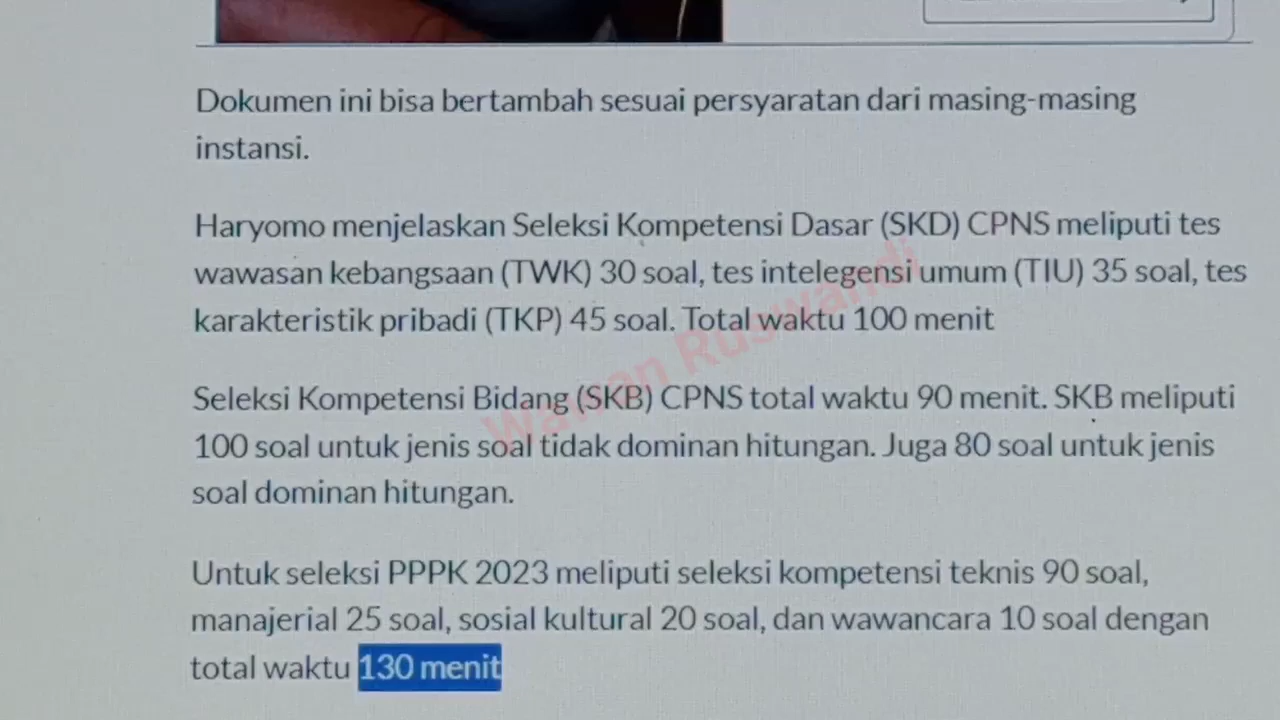 Dokumen ini bisa bertambah sesuai persyaratan dari masing-masing
instansi.
Haryomo menjelaskan Seleksi Kompetensi Dasar (SKD) CPNS meliputi tes
wawasan kebangsaan (TWK) 30 soal, tes intelegensi umum (TIU) 35 soal, tes
karakteristik pribadi (TKP) 45 soal. Total waktu 100 menit
Wawan Ruswandi
Seleksi Kompetensi Bidang (SKB) CPNS total waktu 90 menit. SKB meliputi
100 soal untuk jenis soal tidak dominan hitungan. Juga 80 soal untuk jenis
soal dominan hitungan.
Untuk seleksi PPPK 2023 meliputi seleksi kompetensi teknis 90 soal,
manajerial 25 soal, sosial kultural 20 soal, dan wawancara 10 soal dengan
total waktu 130 menit